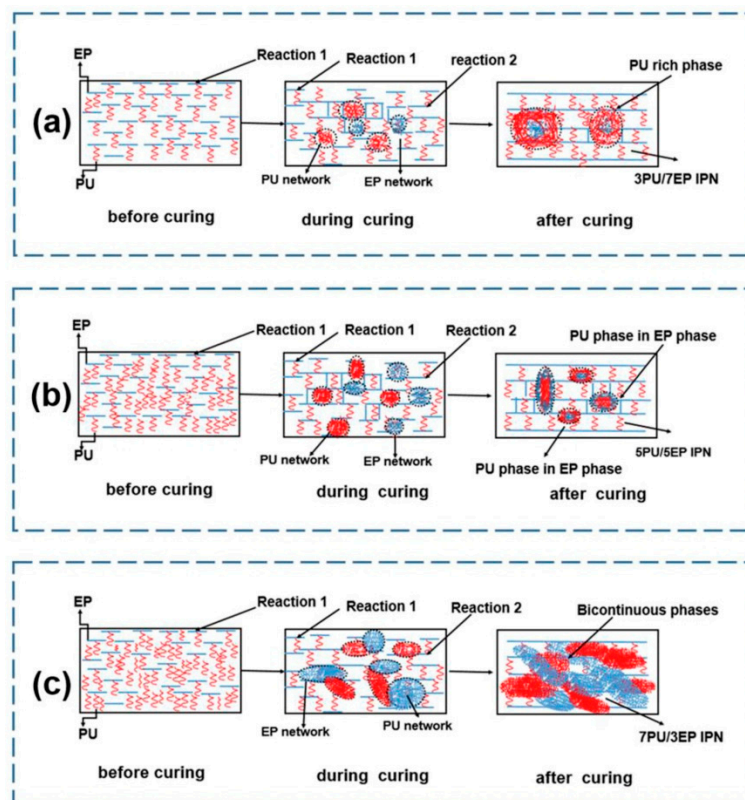 EP
Reaction 1
Reaction 1
reaction 2
PU rich phase
(a)
PU
PU network
EP network
3PU/7EP IPN
before curing
during curing
after curing
EP
Reaction 1
Reaction 1
Reaction 2
PU phase in EP phase
(b)
PU
PU network
EP network
PU phase in EP phase
5PU/5EP IPN
before curing
during curing
after curing
EP
Reaction 1
Reaction 1
Reaction 2
Bicontinuous phases
(c)
PU
EP network
PU network
7PU/3EP IPN
before curing
during curing
after curing